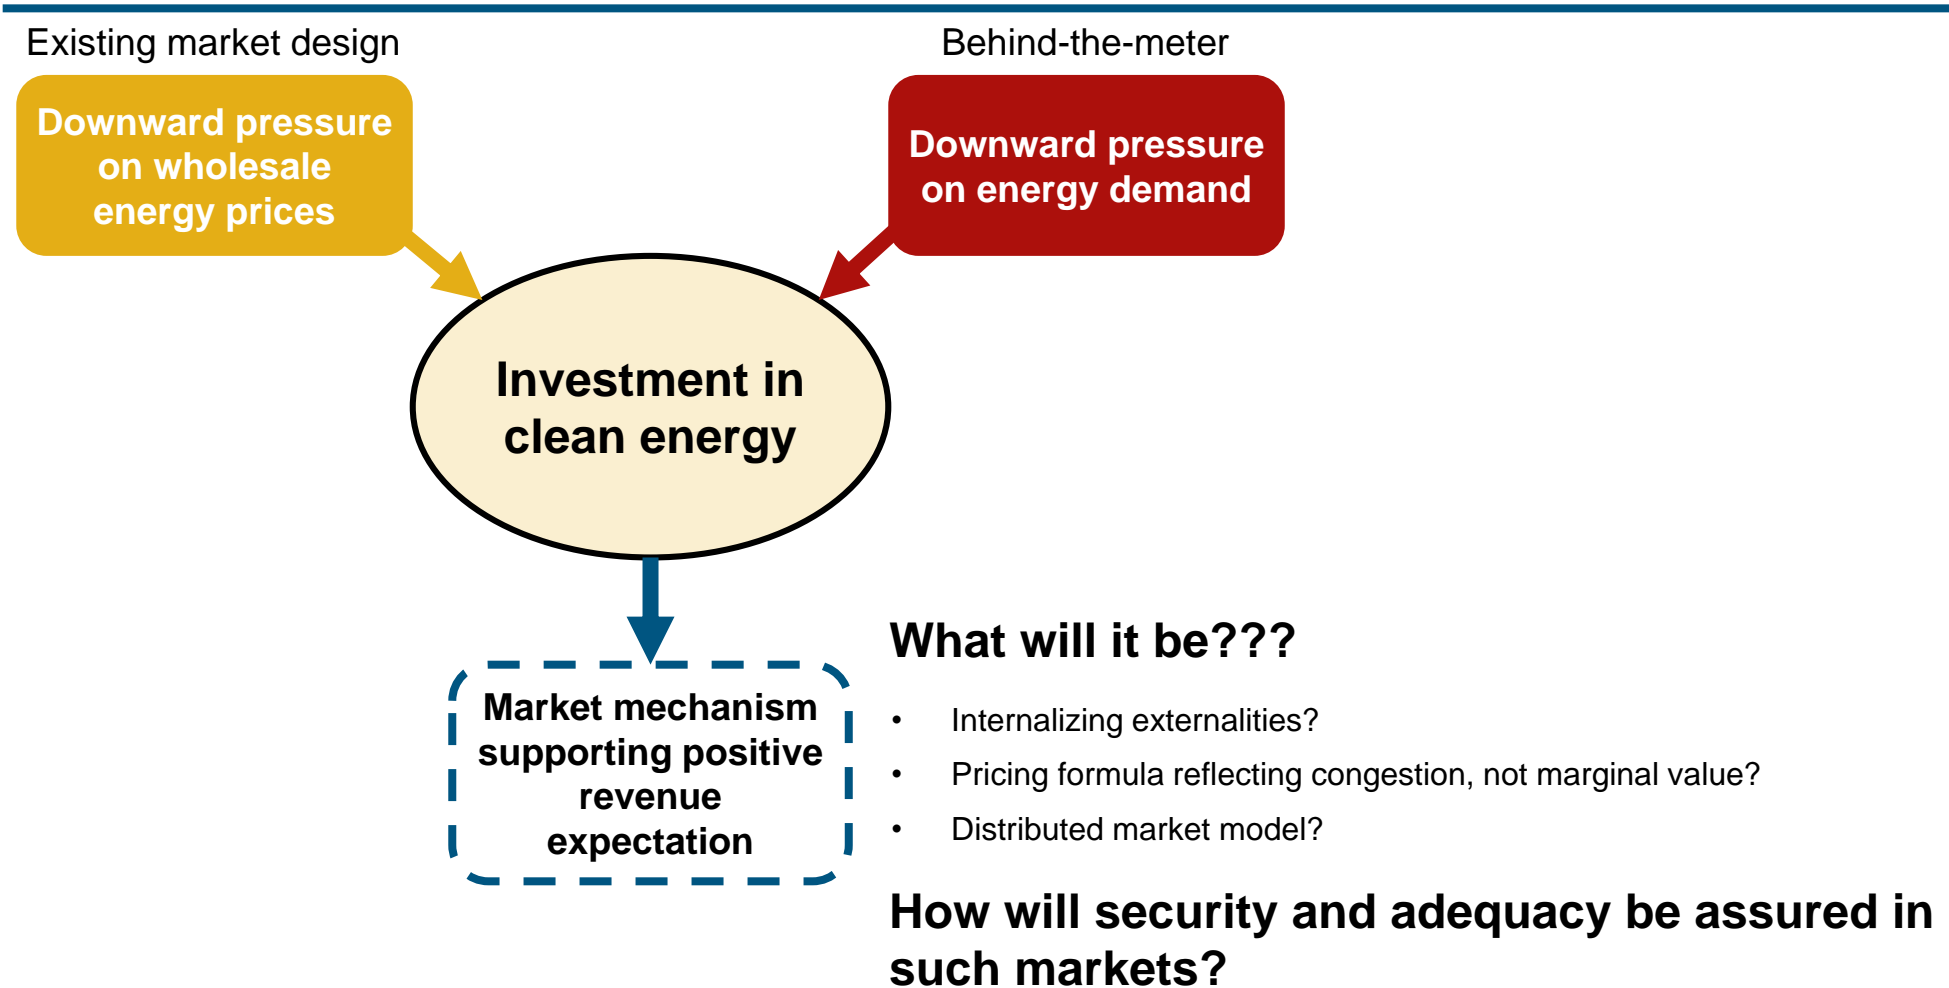 Existing market design
Behind-the-meter
Downward pressure
on wholesale
energy prices
Downward pressure
on energy demand
Investment in
clean energy
Market mechanism
supporting positive
revenue
expectation
What will it be???
• Internalizing externalities?
• Pricing formula reflecting congestion, not marginal value?
• Distributed market model?
How will security and adequacy be assured in
such markets?